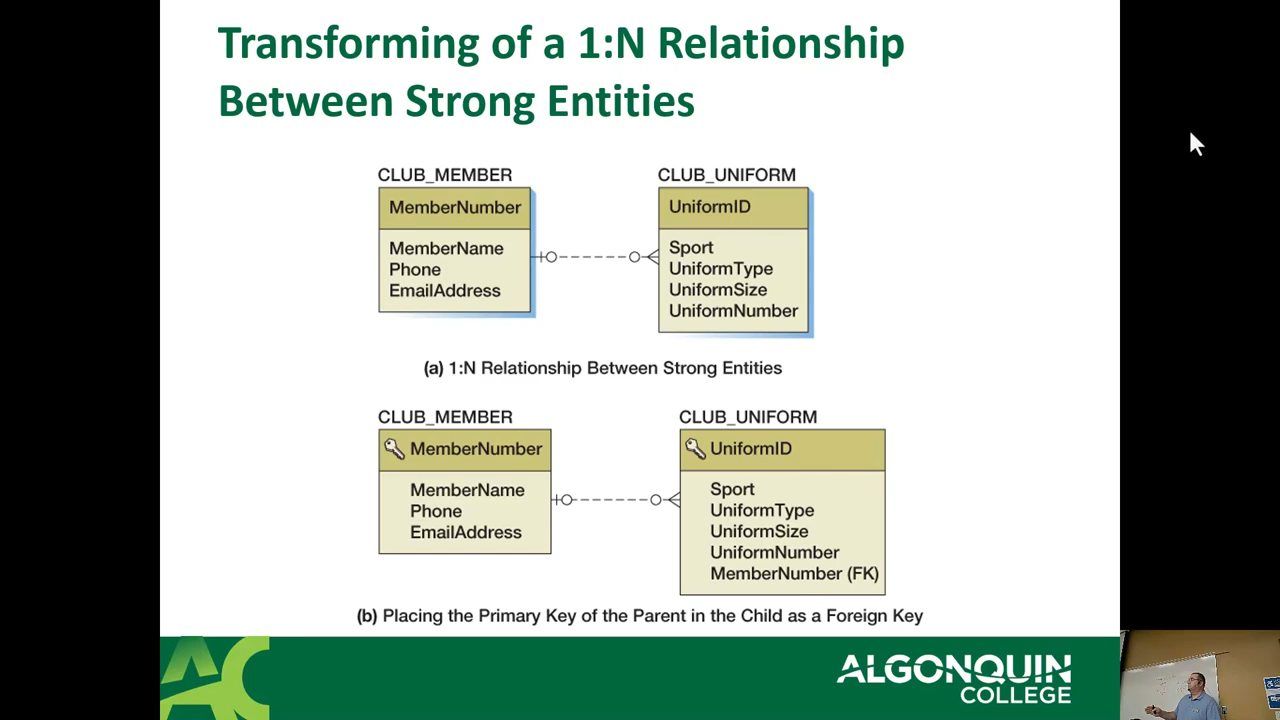 Transforming of a 1:N Relationship
Between Strong Entities
CLUB_MEMBER
MemberNumber
MemberName
Phone
EmailAddress
CLUB_UNIFORM
UniformID
Sport
UniformType
UniformSize
UniformNumber
(a) 1:N Relationship Between Strong Entities
CLUB_MEMBER
MemberNumber
MemberName
Phone
EmailAddress
CLUB_UNIFORM
UniformID
Sport
UniformType
UniformSize
UniformNumber
MemberNumber (FK)
(b) Placing the Primary Key of the Parent in the Child as a Foreign Key
AC
ALGONQUIN
COLLEGE